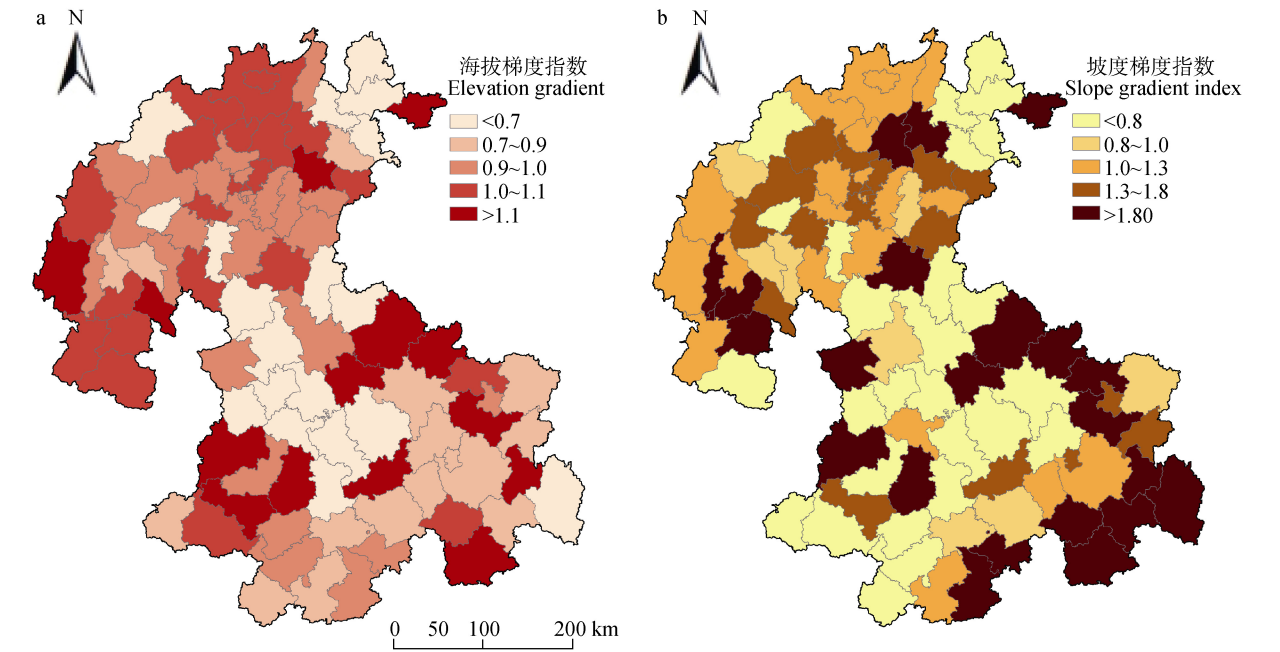 a
N
海拔梯度指数
Elevation gradient
<0.7
0.7~0.9
0.9~1.0
1.0~1.1
>1.1
0 50 100 200 km
b
N
坡度梯度指数
Slope gradient index
<0.8
0.8~1.0
1.0~1.3
1.3~1.8
>1.80